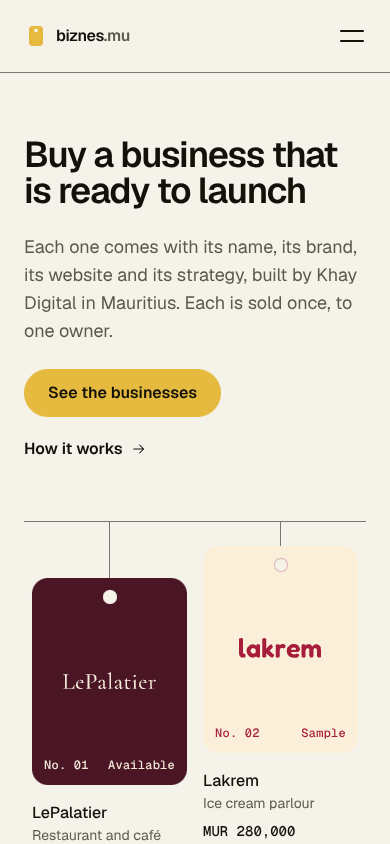 biznes.mu
Buy a business that
is ready to launch
Each one comes with its name, its brand,
its website and its strategy, built by Khay
Digital in Mauritius. Each is sold once, to
one owner.
See the businesses
How it works →
LePalatier
No. 01 Available
lakrem
No. 02 Sample
LePalatier
Restaurant and café
Lakrem
Ice cream parlour
MUR 280,000